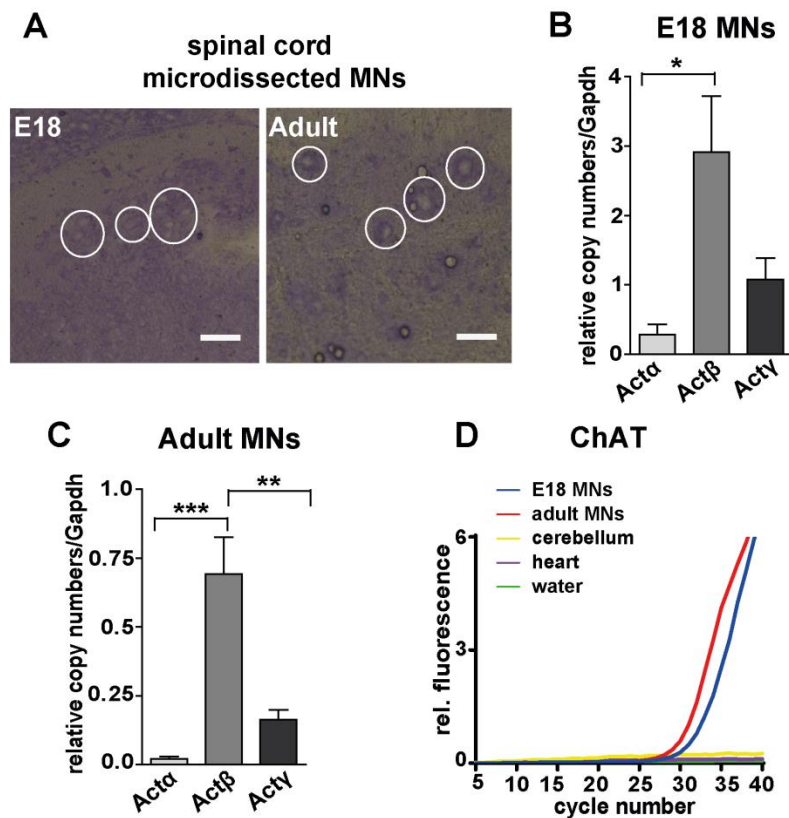 A
spinal cord
microdissected MNs
E18
Adult
B
E18 MNs
relative copy numbers/Gapdh
4
3
2
1
0
*
Actα
Actβ
Actγ
C
Adult MNs
relative copy numbers/Gapdh
1.0
0.75
0.5
0.25
0.0
***
**
Actα
Actβ
Actγ
D
ChAT
E18 MNs
adult MNs
cerebellum
heart
water
rel. fluorescence
6
3
0
5 10 15 20 25 30 35 40
cycle number